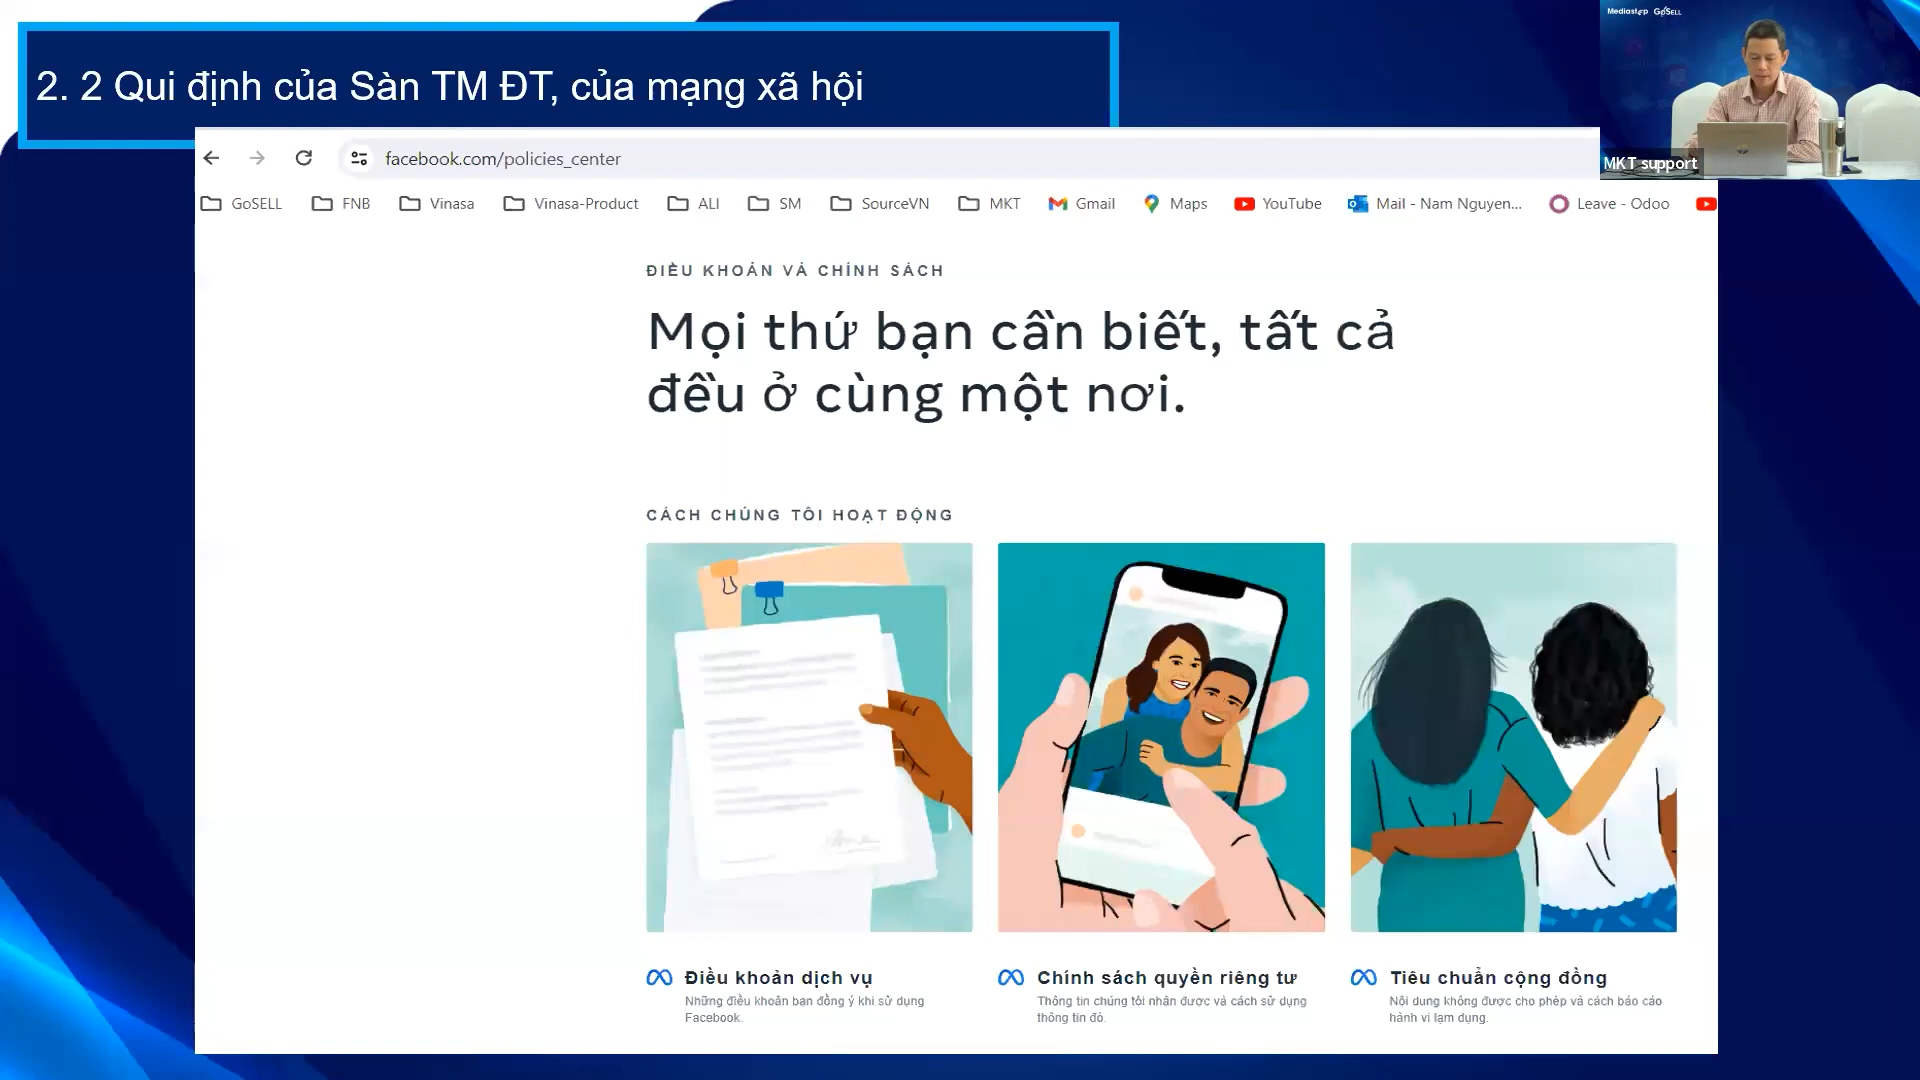 2. 2 Qui định của Sàn TM ĐT, của mạng xã hội
Mediastep GoSELL
MKT support
facebook.com/policies_center
GoSELL FNB Vinasa Vinasa-Product ALI SM SourceVN MKT Gmail Maps YouTube Mail - Nam Nguyen... Leave - Odoo
ĐIỀU KHOẢN VÀ CHÍNH SÁCH
Mọi thứ bạn cần biết, tất cả
đều ở cùng một nơi.
CÁCH CHÚNG TÔI HOẠT ĐỘNG
Điều khoản dịch vụ
Những điều khoản bạn đồng ý khi sử dụng
Facebook.
Chính sách quyền riêng tư
Thông tin chúng tôi nhận được và cách sử dụng
thông tin đó.
Tiêu chuẩn cộng đồng
Nội dung không được cho phép và cách báo cáo
hành vi lạm dụng.